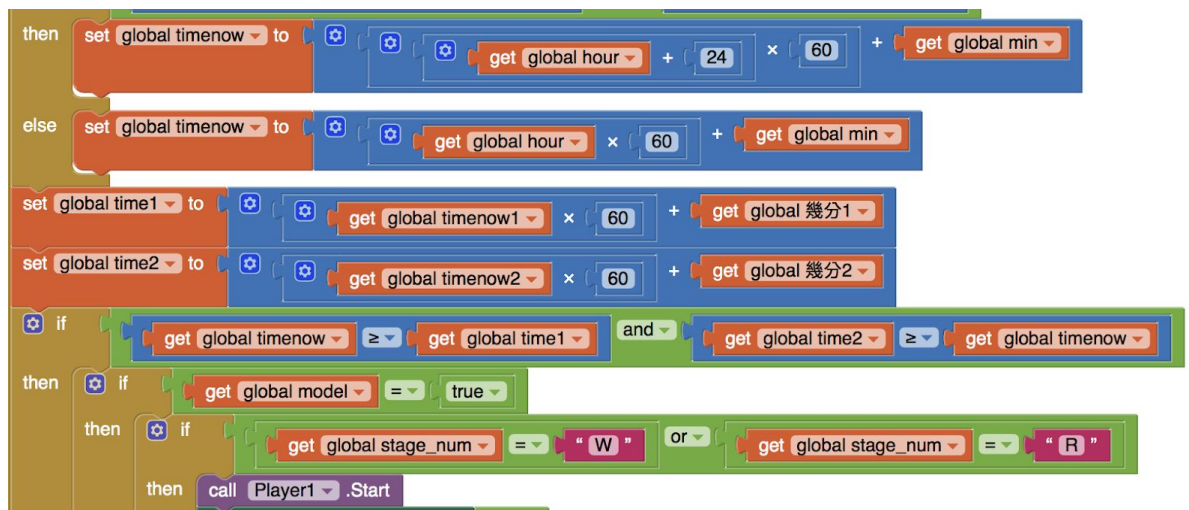 then set global timenow to get global hour + 24 × 60 + get global min
else set global timenow to get global hour × 60 + get global min
set global time1 to get global timenow1 × 60 + get global 幾分1
set global time2 to get global timenow2 × 60 + get global 幾分2
if get global timenow ≥ get global time1 and get global time2 ≥ get global timenow
then if get global model = true
then if get global stage_num = " W " or get global stage_num = " R "
then call Player1 .Start